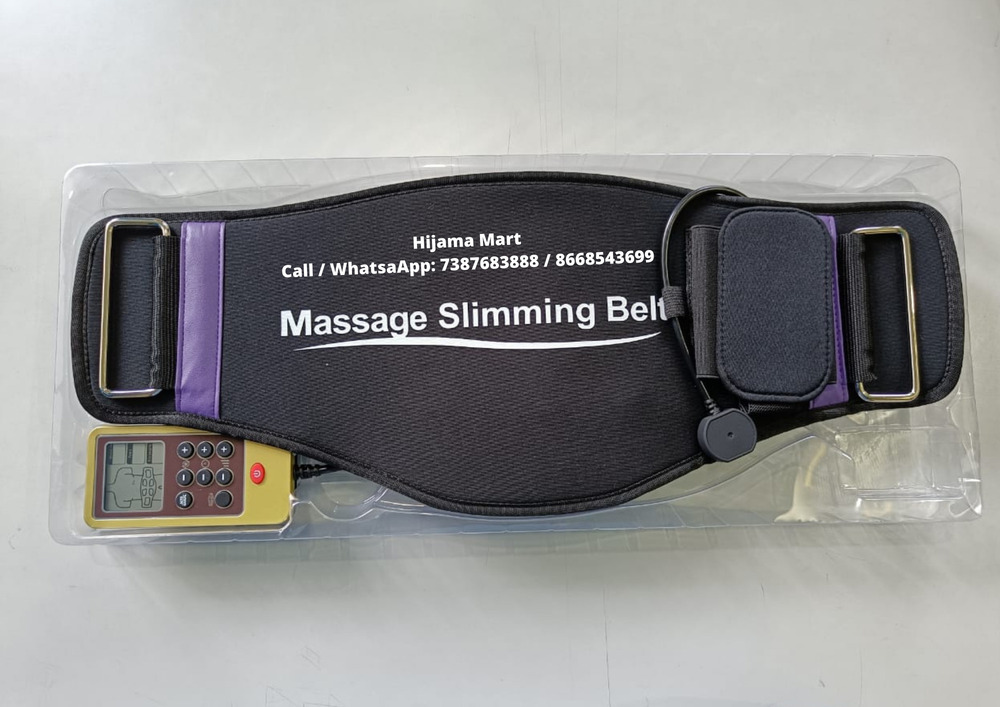 Hijama Mart
Call / WhatsaApp: 7387683888 / 8668543699
Massage Slimming Belt